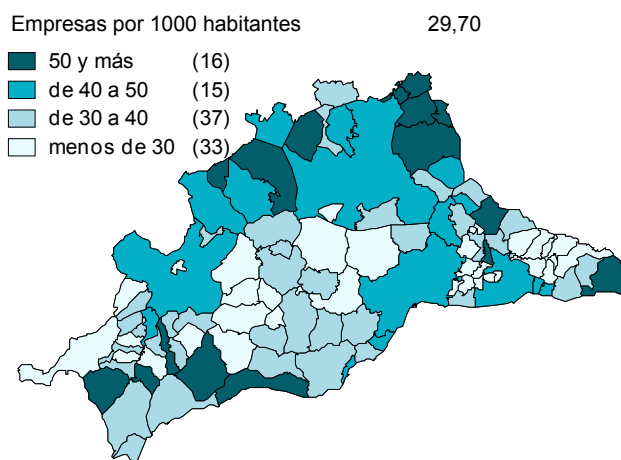 Empresas por 1000 habitantes 29,70
50 y más (16)
de 40 a 50 (15)
de 30 a 40 (37)
menos de 30 (33)